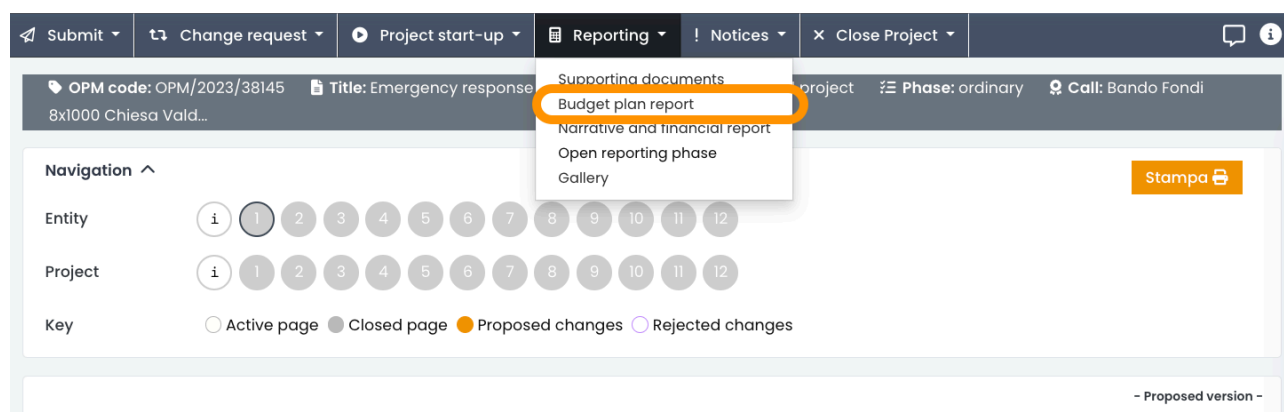 Submit Change request Project start-up Reporting ! Notices × Close Project
Supporting documents
Budget plan report
Narrative and financial report
Open reporting phase
Gallery
OPM code: OPM/2023/38145 Title: Emergency response project Phase: ordinary Call: Bando Fondi
8x1000 Chiesa Vald...
Navigation
Stampa
Entity i 1 2 3 4 5 6 7 8 9 10 11 12
Project i 1 2 3 4 5 6 7 8 9 10 11 12
Key Active page Closed page Proposed changes Rejected changes
- Proposed version -